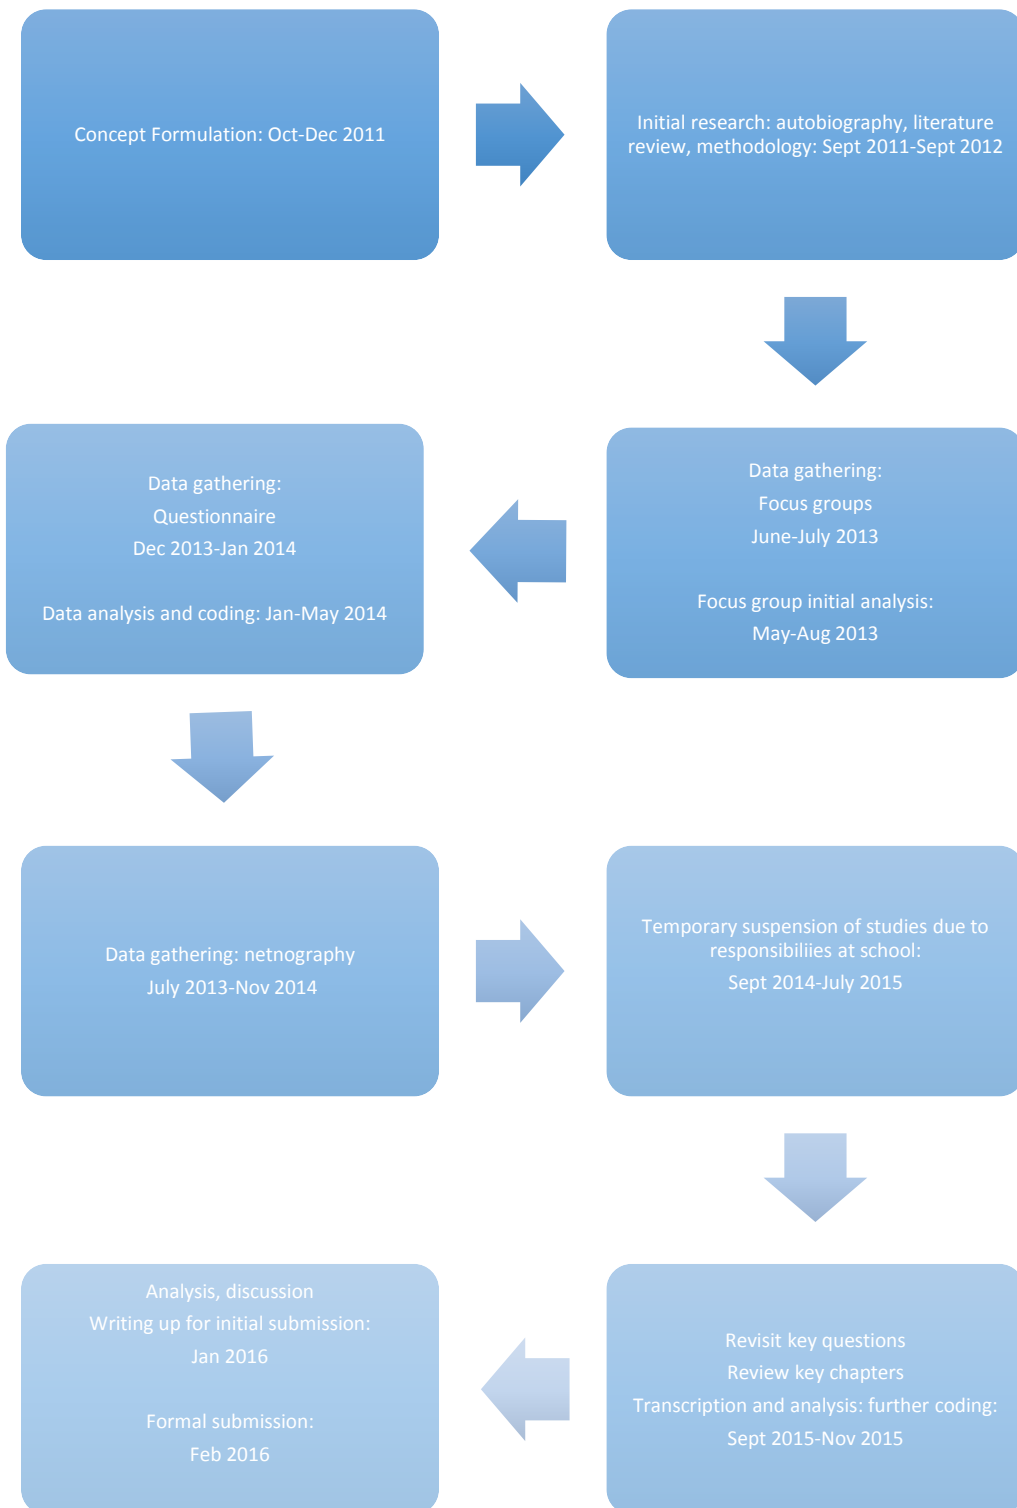 Concept Formulation: Oct-Dec 2011
Initial research: autobiography, literature
review, methodology: Sept 2011-Sept 2012
Data gathering:
Focus groups
June-July 2013
Focus group initial analysis:
May-Aug 2013
Data gathering:
Questionnaire
Dec 2013-Jan 2014
Data analysis and coding: Jan-May 2014
Data gathering: netnography
July 2013-Nov 2014
Temporary suspension of studies due to
responsibiliies at school:
Sept 2014-July 2015
Revisit key questions
Review key chapters
Transcription and analysis: further coding:
Sept 2015-Nov 2015
Analysis, discussion
Writing up for initial submission:
Jan 2016
Formal submission:
Feb 2016